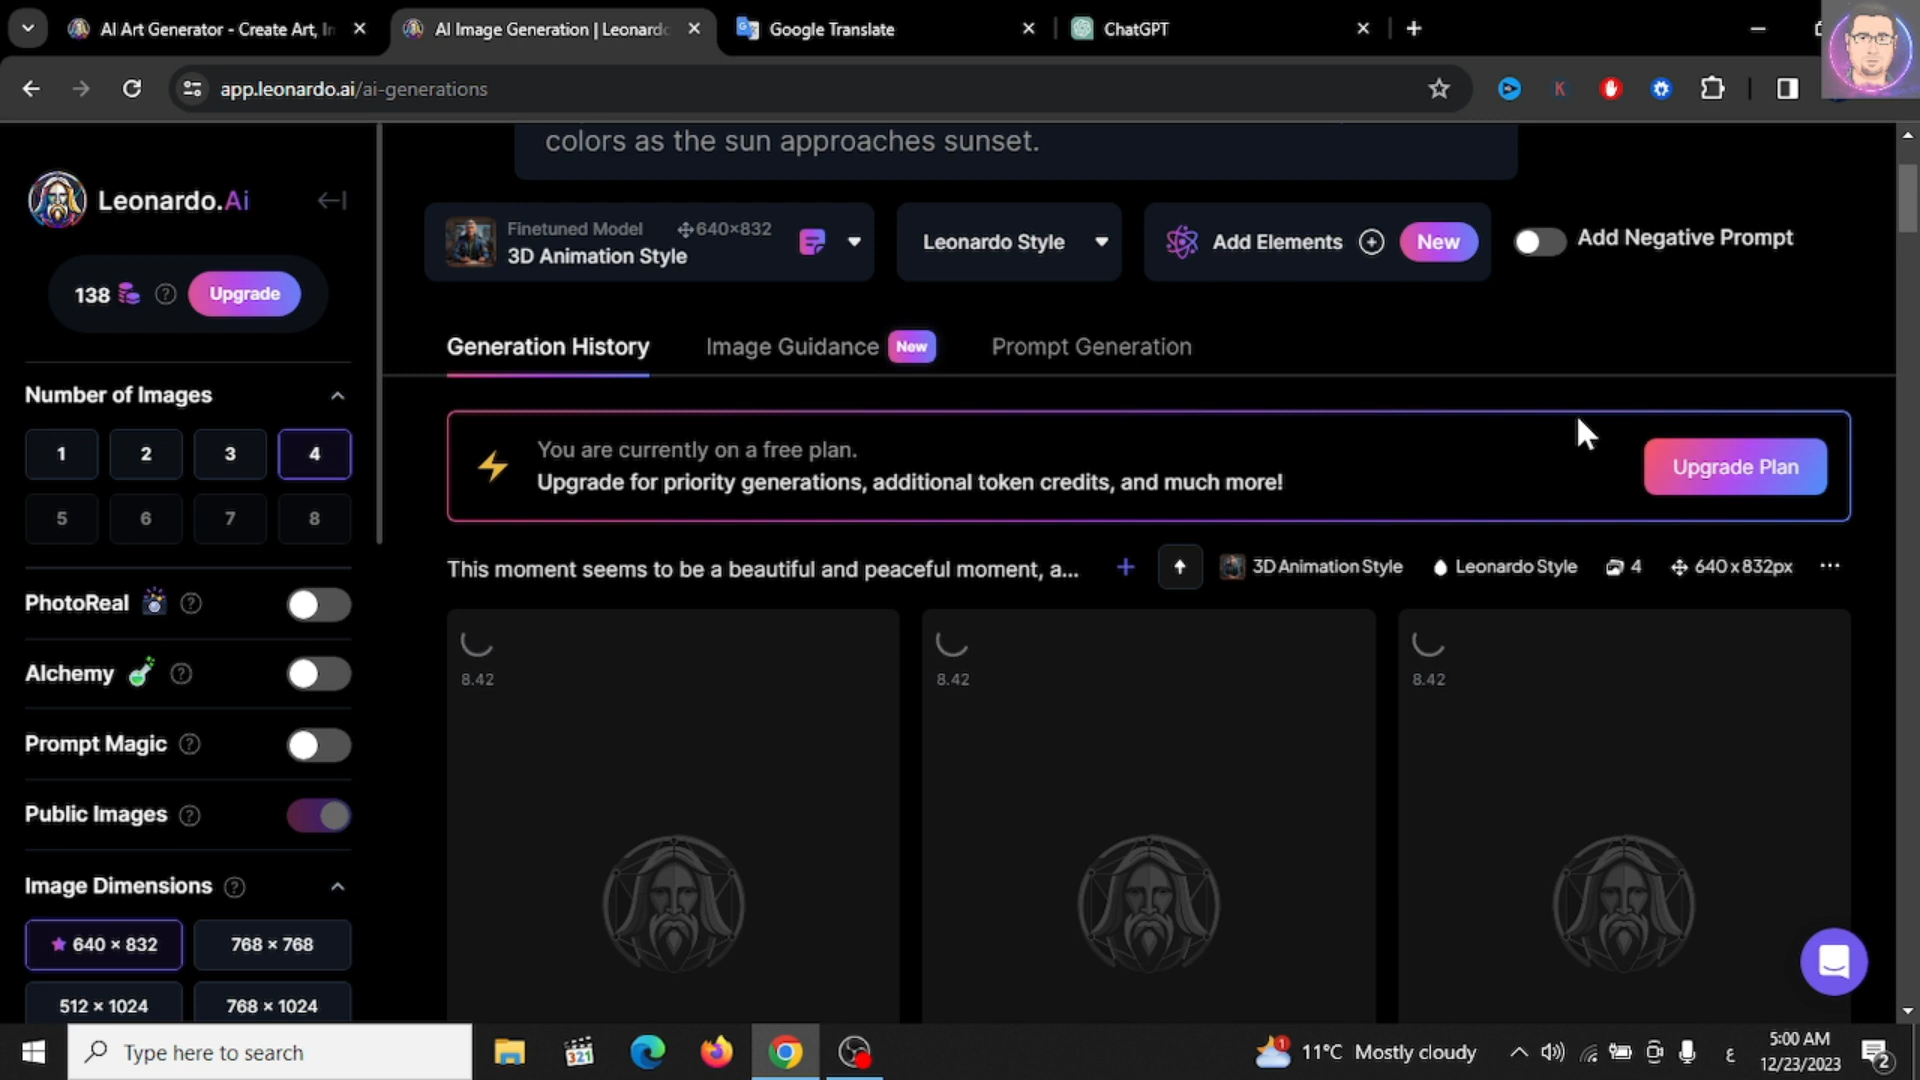 AI Art Generator - Create Art, In
AI Image Generation | Leonardo
Google Translate
ChatGPT
app.leonardo.ai/ai-generations
K
colors as the sun approaches sunset.
Leonardo.Ai
Finetuned Model
640×832
3D Animation Style
Leonardo Style
Add Elements
New
Add Negative Prompt
138
Upgrade
Generation History
Image Guidance
New
Prompt Generation
Number of Images
1
2
3
4
5
6
7
8
You are currently on a free plan.
Upgrade for priority generations, additional token credits, and much more!
Upgrade Plan
This moment seems to be a beautiful and peaceful moment, a...
3D Animation Style
Leonardo Style
4
640 x 832px
PhotoReal
Alchemy
Prompt Magic
Public Images
8.42
8.42
8.42
Image Dimensions
640 × 832
768 × 768
512 × 1024
768 × 1024
Type here to search
321
1
11°C Mostly cloudy
ع
5:00 AM
12/23/2023
2